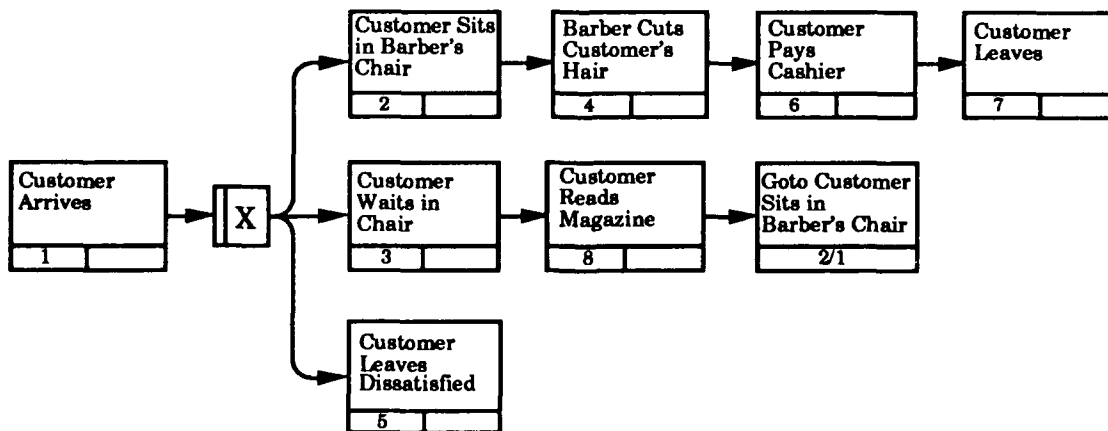 Customer Sits
in Barber's
Chair
2
Barber Cuts
Customer's
Hair
4
Customer
Pays
Cashier
6
Customer
Leaves
7
Customer
Arrives
1
X
Customer
Waits in
Chair
3
Customer
Reads
Magazine
8
Goto Customer
Sits in
Barber's Chair
2/1
Customer
Leaves
Dissatisfied
5